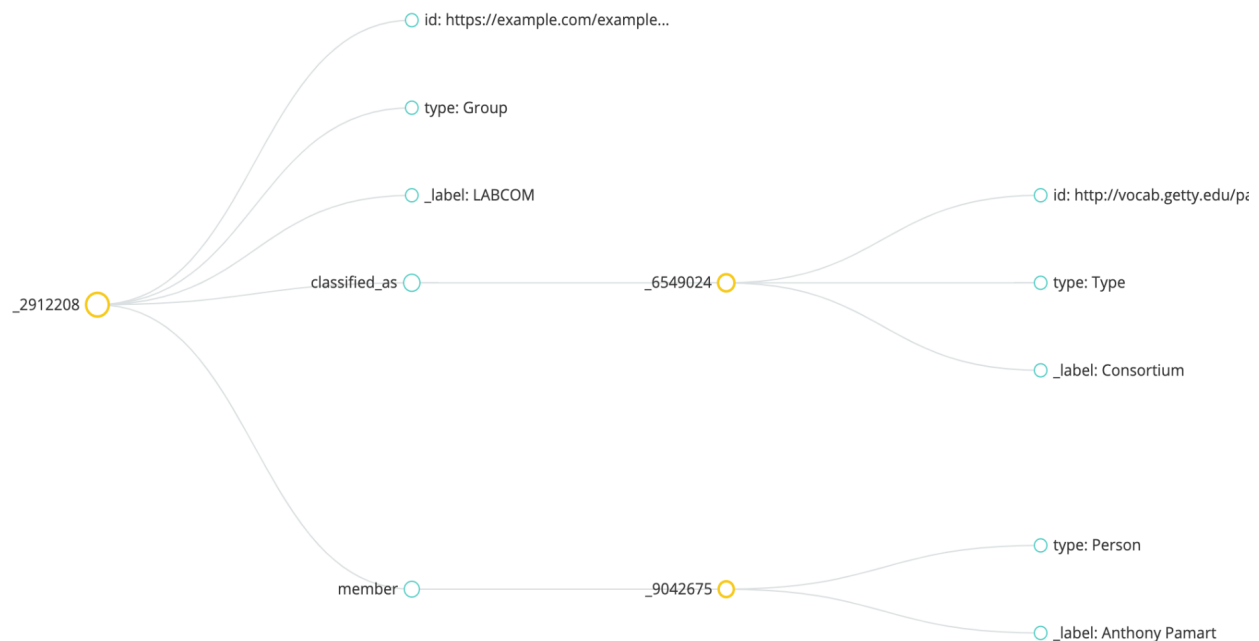 id: https://example.com/example...
type: Group
_label: LABCOM
id: http://vocab.getty.edu/pa
classified_as
_6549024
type: Type
_2912208
_label: Consortium
type: Person
member
_9042675
_label: Anthony Pamart